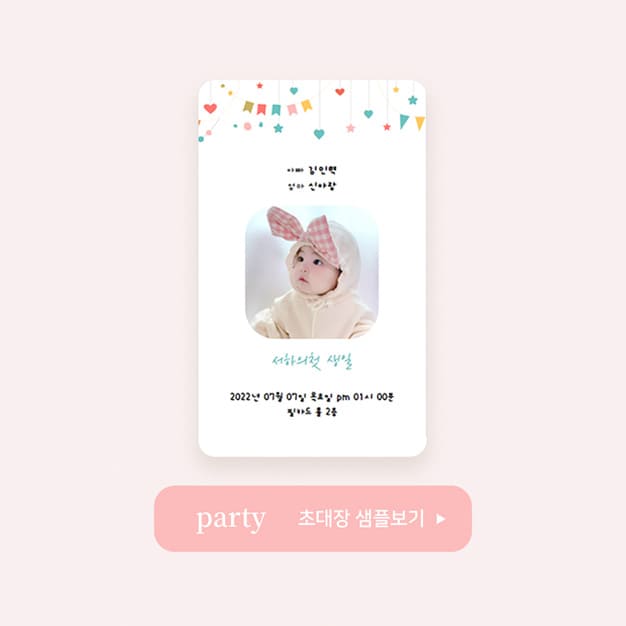 아빠 김민혁
엄마 신아랑
서하의첫 생일
2022년 07월 07일 목요일 pm 01시 00분
필카드 홀 2층
party 초대장 샘플보기